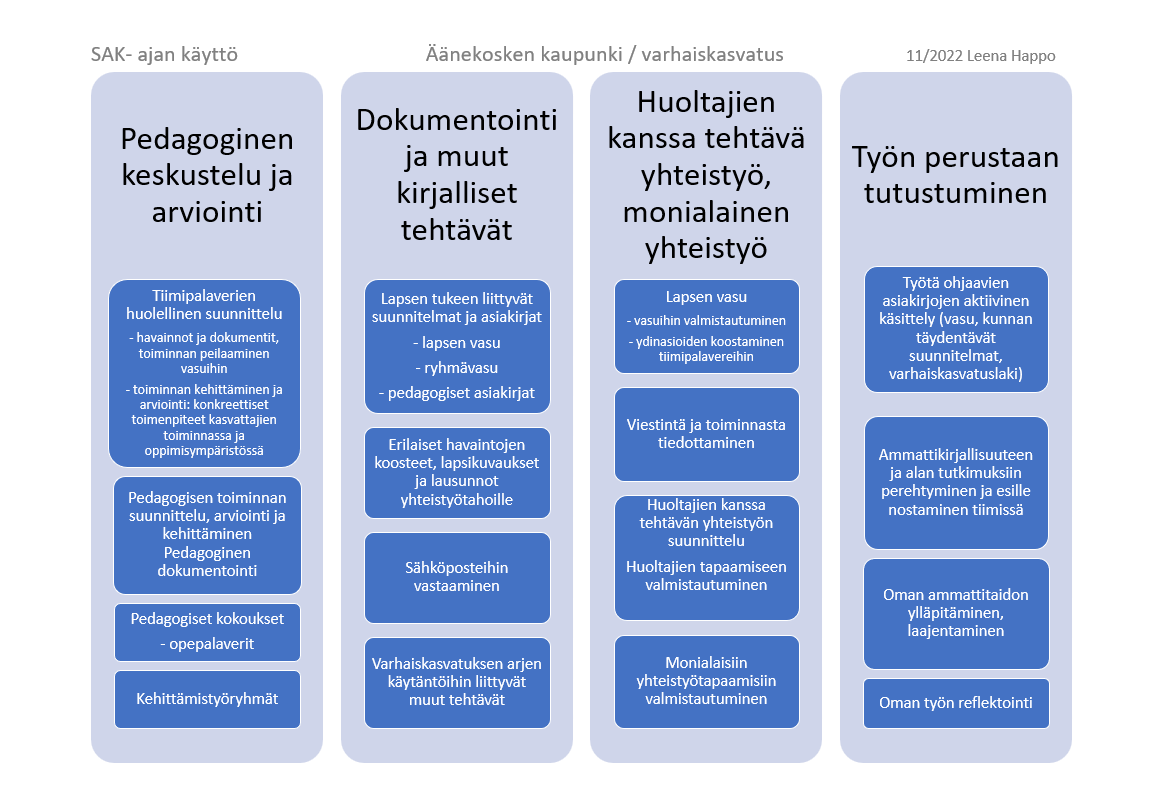 SAK- ajan käyttö
Äänekosken kaupunki / varhaiskasvatus
11/2022 Leena Happo
Pedagoginen
keskustelu ja
arviointi
Tiimipalaverien
huolellinen suunnittelu
- havainnot ja dokumentit,
toiminnan peilaaminen
vasuihin
- toiminnan kehittäminen ja
arviointi: konkreettiset
toimenpiteet kasvattajien
toiminnassa ja
oppimisympäristössä
Pedagogisen toiminnan
suunnittelu, arviointi ja
kehittäminen
Pedagoginen
dokumentointi
Pedagogiset kokoukset
- opepalaverit
Kehittämistyöryhmät
Dokumentointi
ja muut
kirjalliset
tehtävät
Lapsen tukeen liittyvät
suunnitelmat ja asiakirjat
- lapsen vasu
- ryhmävasu
- pedagogiset asiakirjat
Erilaiset havaintojen
koosteet, lapsikuvaukset
ja lausunnot
yhteistyötahoille
Sähköposteihin
vastaaminen
Varhaiskasvatuksen arjen
käytäntöihin liittyvät
muut tehtävät
Huoltajien
kanssa tehtävä
yhteistyö,
monialainen
yhteistyö
Lapsen vasu
- vasuihin valmistautuminen
- ydinasioiden koostaminen
tiimipalavereihin
Viestintä ja toiminnasta
tiedottaminen
Huoltajien kanssa
tehtävän yhteistyön
suunnittelu
Huoltajien tapaamiseen
valmistautuminen
Monialaisiin
yhteistyötapaamisiin
valmistautuminen
Työn perustaan
tutustuminen
Työtä ohjaavien
asiakirjojen aktiivinen
käsittely (vasu, kunnan
täydentävät
suunnitelmat,
varhaiskasvatuslaki)
Ammattikirjallisuuteen
ja alan tutkimuksiin
perehtyminen ja esille
nostaminen tiimissä
Oman ammattitaidon
ylläpitäminen,
laajentaminen
Oman työn reflektointi